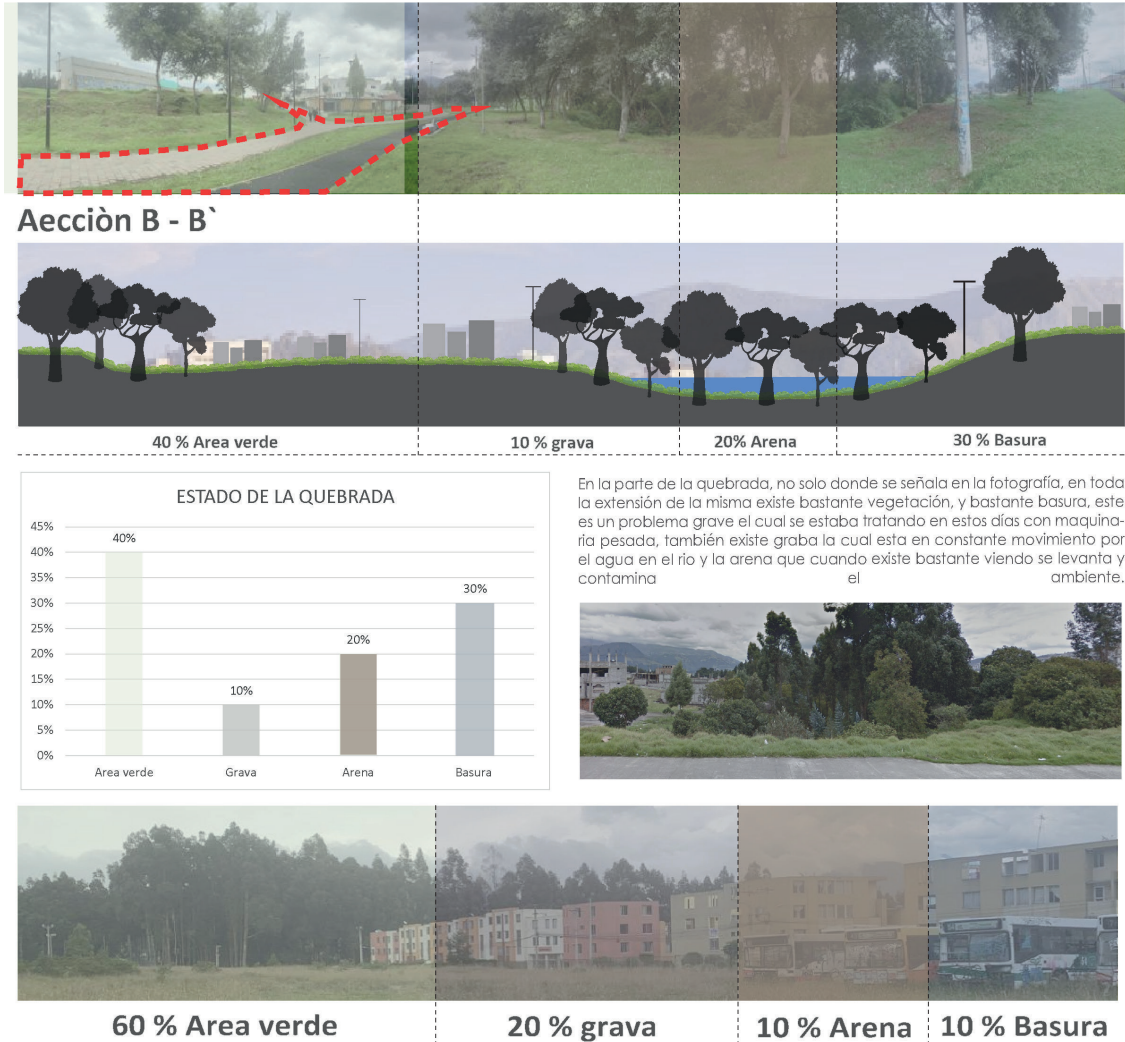 Aecciòn B - B`
40 % Area verde
10 % grava
20% Arena
30 % Basura
ESTADO DE LA QUEBRADA
45%
40%
35%
30%
25%
20%
15%
10%
5%
0%
40%
10%
20%
30%
Area verde
Grava
Arena
Basura
En la parte de la quebrada, no solo donde se señala en la fotografía, en toda
la extensión de la misma existe bastante vegetación, y bastante basura, este
es un problema grave el cual se estaba tratando en estos días con maquina-
ria pesada, también existe graba la cual esta en constante movimiento por
el agua en el rio y la arena que cuando existe bastante viendo se levanta y
contamina el ambiente.
60 % Area verde
20 % grava
10 % Arena
10 % Basura